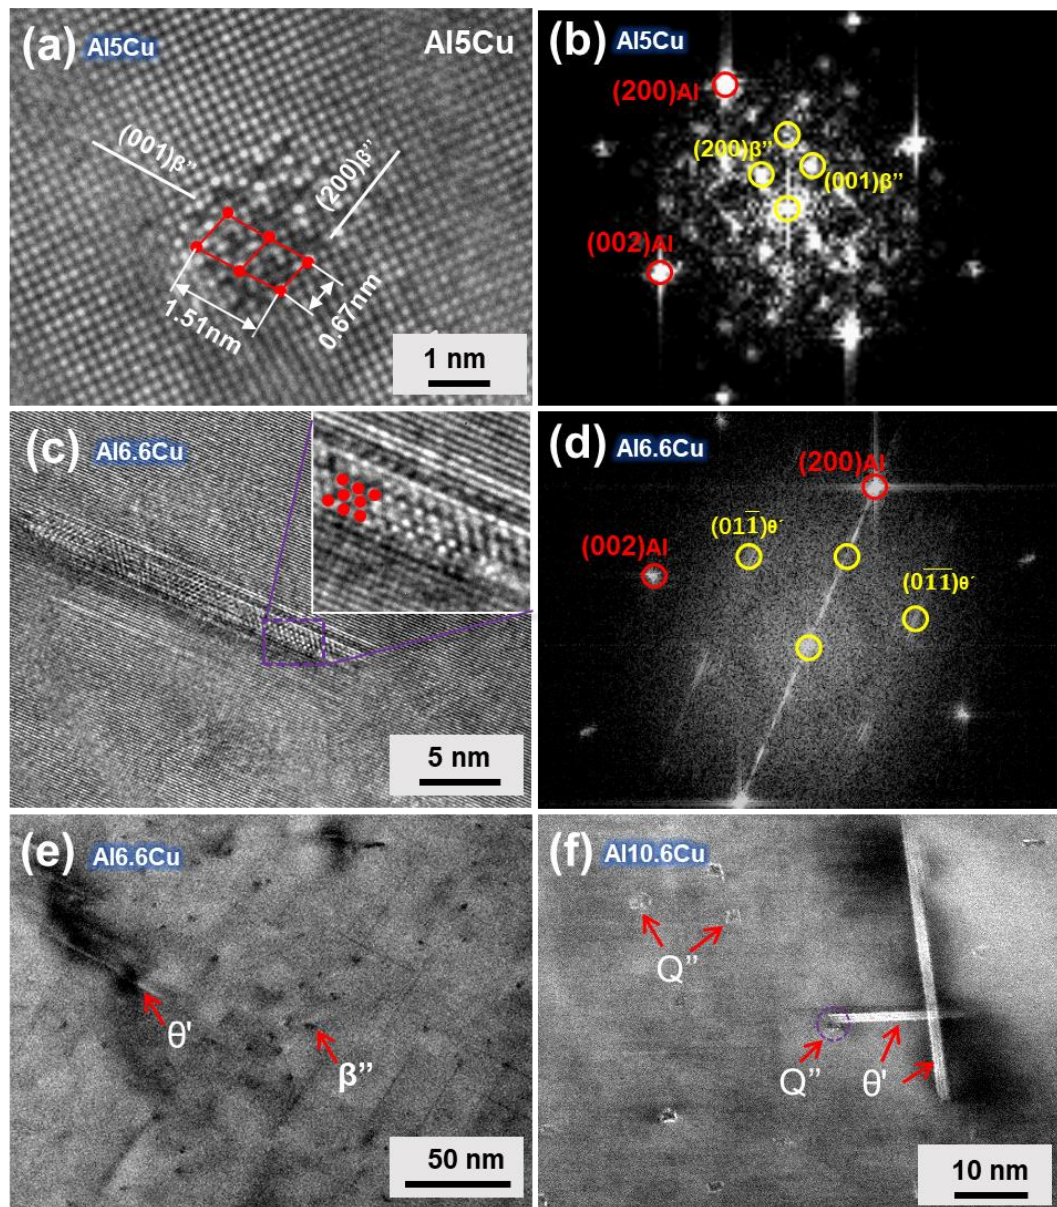 (a) Al5Cu Al5Cu
(001)β”
(200)β”
1.51nm
0.67nm
1 nm
(b) Al5Cu
(200)Al
(200)β”
(001)β”
(002)Al
(c) Al6.6Cu
5 nm
(d) Al6.6Cu
(200)Al
(011̅)θ′
(002)Al
(01̅1̅)θ′
(e) Al6.6Cu
θ'
β”
50 nm
(f) Al10.6Cu
Q”
Q”
θ'
10 nm